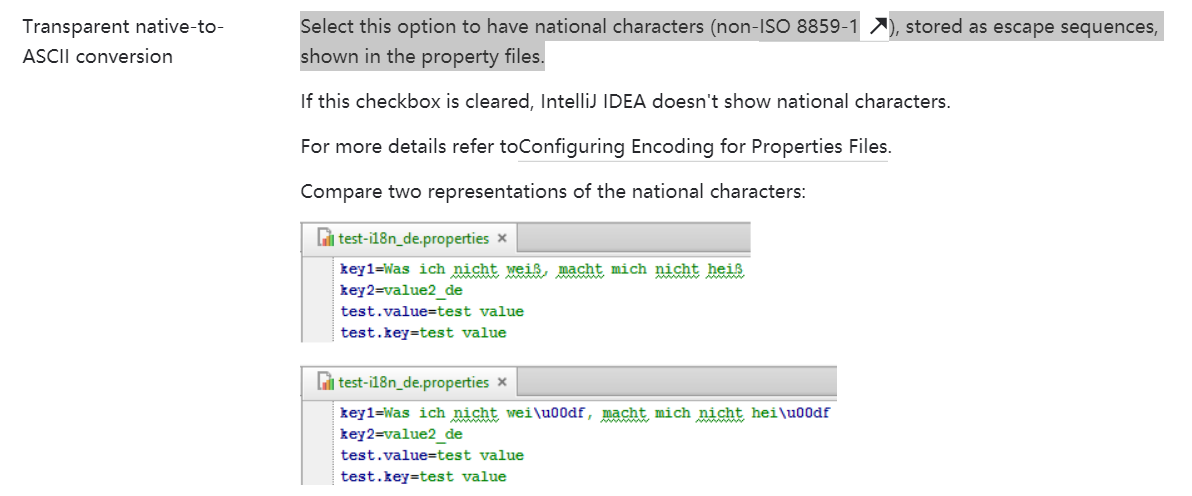 Transparent native-to-
ASCII conversion
Select this option to have national characters (non-ISO 8859-1 ), stored as escape sequences,
shown in the property files.
If this checkbox is cleared, IntelliJ IDEA doesn't show national characters.
For more details refer toConfiguring Encoding for Properties Files.
Compare two representations of the national characters:
test-i18n_de.properties
key1=Was ich nicht weiß, macht mich nicht heiß
key2=value2_de
test.value=test value
test.key=test value
test-i18n_de.properties
key1=Was ich nicht wei\u00df, macht mich nicht hei\u00df
key2=value2_de
test.value=test value
test.key=test value